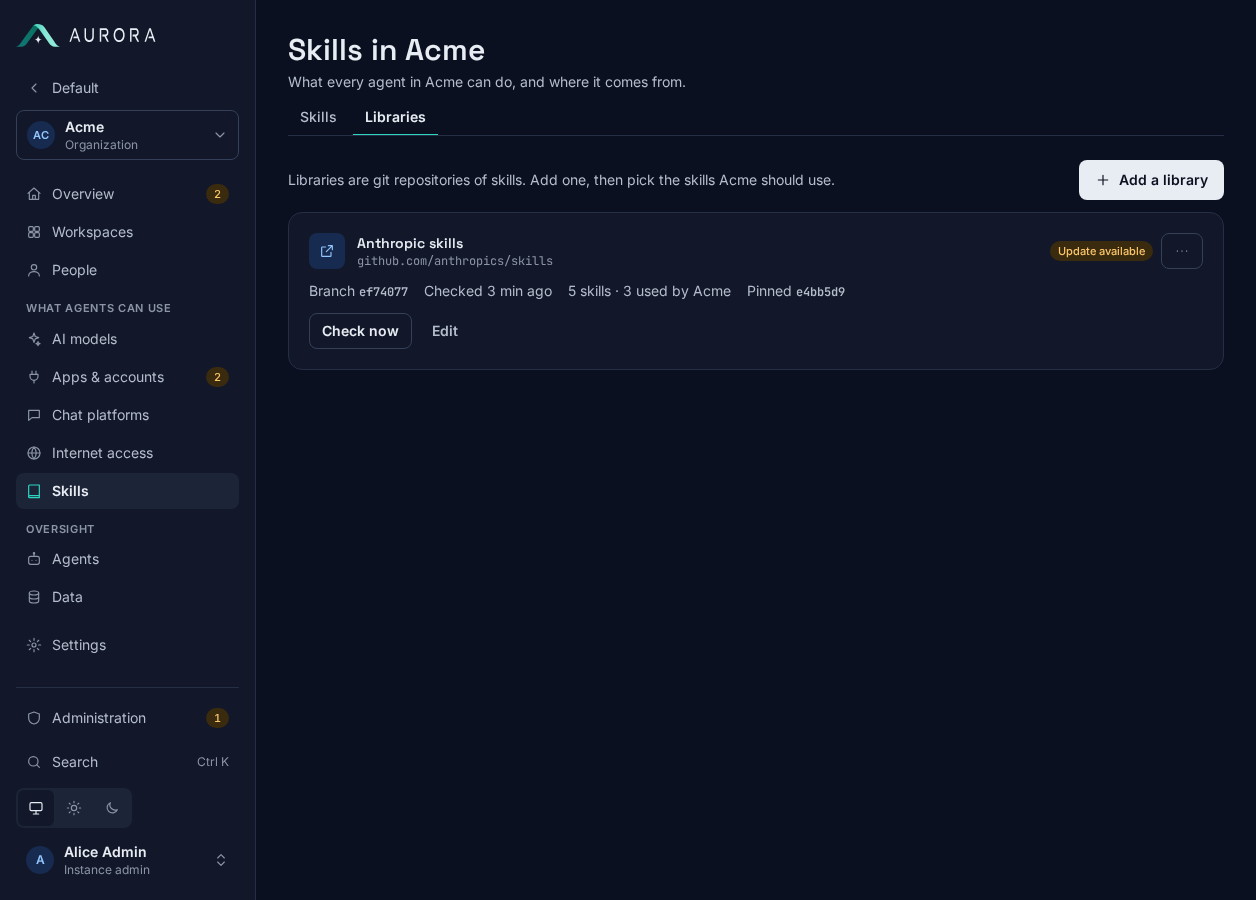 AURORA
Default
AC
Acme
Organization
Overview 2
Workspaces
People
WHAT AGENTS CAN USE
AI models
Apps & accounts 2
Chat platforms
Internet access
Skills
OVERSIGHT
Agents
Data
Settings
Administration 1
Search Ctrl K
A
Alice Admin
Instance admin
Skills in Acme
What every agent in Acme can do, and where it comes from.
Skills Libraries
Libraries are git repositories of skills. Add one, then pick the skills Acme should use.
+ Add a library
Anthropic skills
github.com/anthropics/skills
Update available ...
Branch ef74077 Checked 3 min ago 5 skills · 3 used by Acme Pinned e4bb5d9
Check now Edit